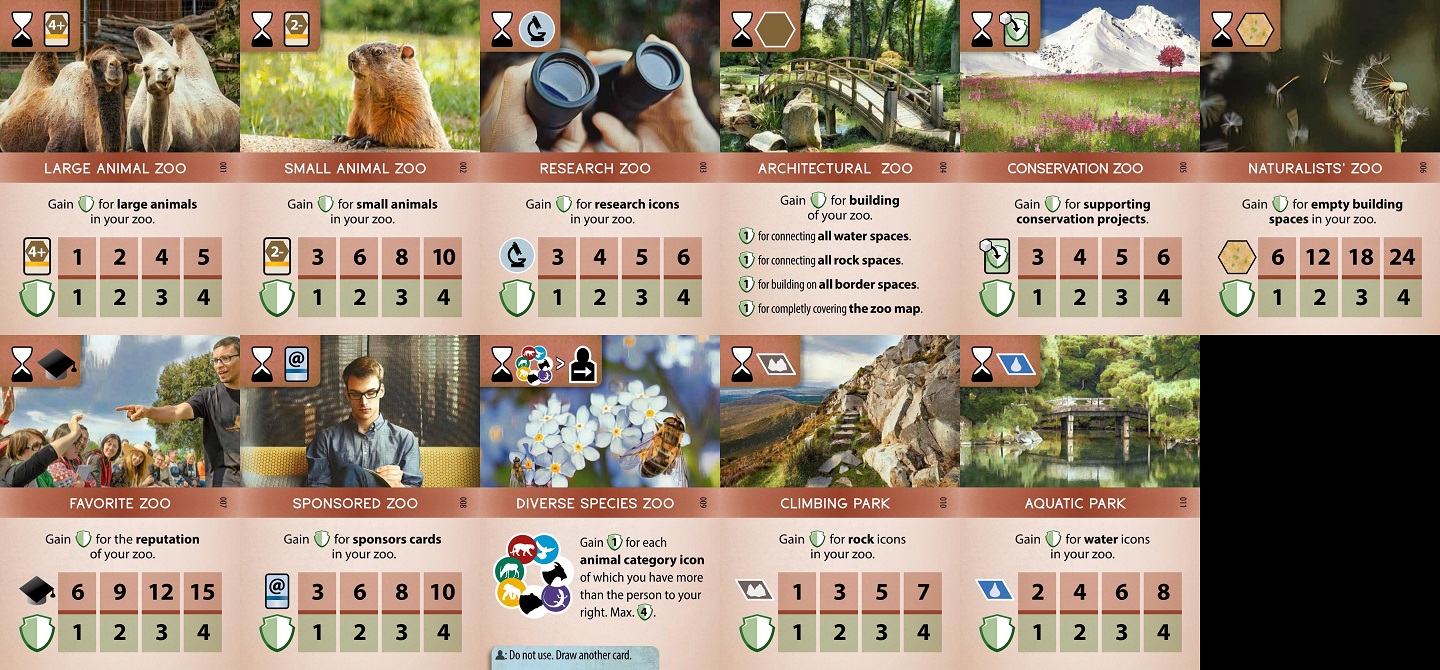 4+
LARGE ANIMAL ZOO 001
Gain for large animals
in your zoo.
4+ 1 2 4 5
1 2 3 4
2-
SMALL ANIMAL ZOO 002
Gain for small animals
in your zoo.
2- 3 6 8 10
1 2 3 4
RESEARCH ZOO 003
Gain for research icons
in your zoo.
3 4 5 6
1 2 3 4
ARCHITECTURAL ZOO 004
Gain for building
of your zoo.
1 for connecting all water spaces.
1 for connecting all rock spaces.
1 for building on all border spaces.
1 for completly covering the zoo map.
CONSERVATION ZOO 005
Gain for supporting
conservation projects.
3 4 5 6
1 2 3 4
NATURALISTS' ZOO 006
Gain for empty building
spaces in your zoo.
6 12 18 24
1 2 3 4
FAVORITE ZOO 007
Gain for the reputation
of your zoo.
6 9 12 15
1 2 3 4
@
SPONSORED ZOO 008
Gain for sponsors cards
in your zoo.
@ 3 6 8 10
1 2 3 4
>
DIVERSE SPECIES ZOO 009
Gain 1 for each
animal category icon
of which you have more
than the person to your
right. Max. 4.
: Do not use. Draw another card.
CLIMBING PARK 010
Gain for rock icons
in your zoo.
1 3 5 7
1 2 3 4
AQUATIC PARK 011
Gain for water icons
in your zoo.
2 4 6 8
1 2 3 4